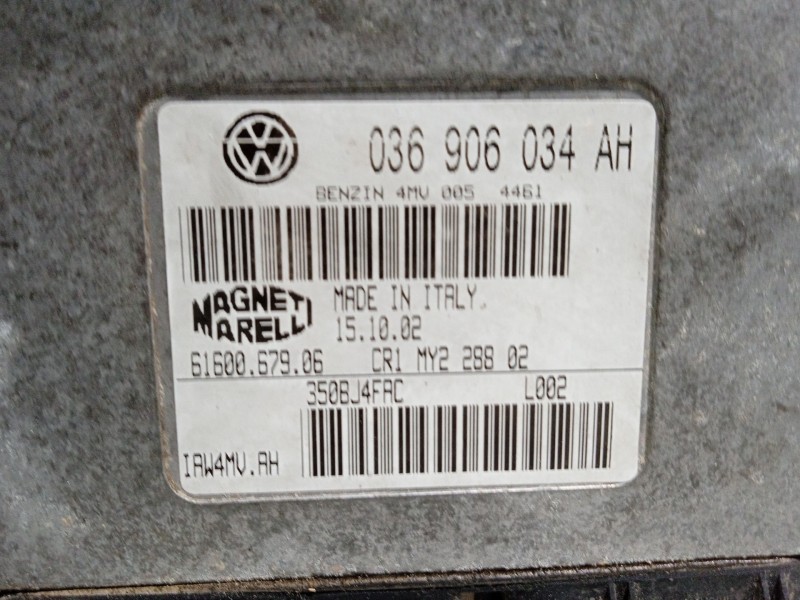 036 906 034 AH
BENZIN 4MV 005 4461
MAGNETI MARELLI
MADE IN ITALY.
15.10.02
61600.679.06 CR1 MY2 288 02
350BJ4FAC L002
IAW4MV.AH